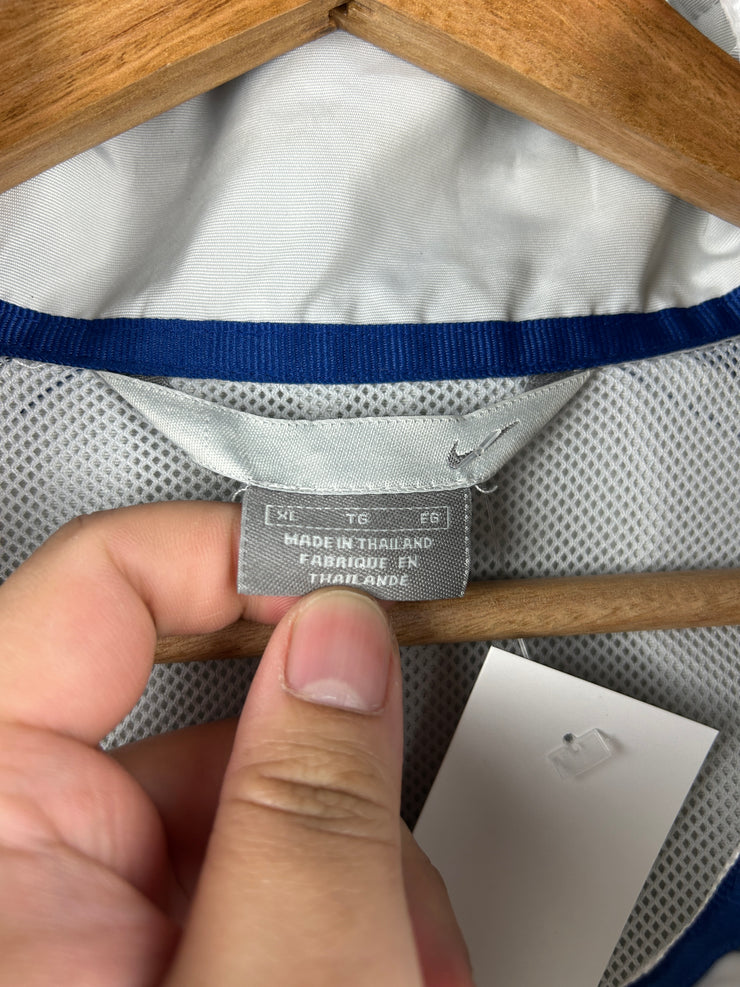 XL TG EG
MADE IN THAILAND
FABRIQUE EN
THAILANDE